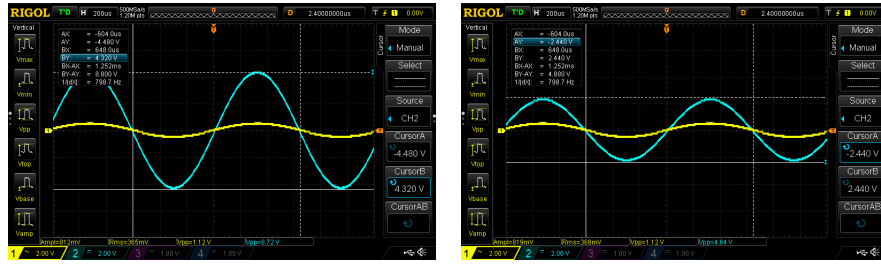 RIGOL T'D H 200us 500MSa/s 1.20M pts D 2.40000000us T 0.00V
Vertical
Vmax
Vmin
Vpp
Vtop
Vbase
Vamp
AX: = -604.0us
AY: = -4.480 V
BX: = 648.0us
BY: = 4.320 V
BX-AX: = 1.252ms
BY-AY: = 8.800 V
1/|dX|: = 798.7 Hz
Cursor
Mode
Manual
Select
Source
CH2
CursorA
-4.480 V
CursorB
4.320 V
CursorAB
Ampl=812mV Vpp=1.12 V Vpp=8.72 V
1 ~ 2.00 V 2 = 2.00 V 3 = 1.00 V 4 = 1.00 V
RIGOL T'D H 200us 500MSa/s 1.20M pts D 2.40000000us T 0.00V
Vertical
Vmax
Vmin
Vpp
Vtop
Vbase
Vamp
AX: = -604.0us
AY: = -2.440 V
BX: = 648.0us
BY: = 2.440 V
BX-AX: = 1.252ms
BY-AY: = 4.880 V
1/|dX|: = 798.7 Hz
Cursor
Mode
Manual
Select
Source
CH2
CursorA
-2.440 V
CursorB
2.440 V
CursorAB
Ampl=819mV Vpp=1.12 V Vpp=4.64 V
1 ~ 2.00 V 2 = 2.00 V 3 = 1.00 V 4 = 1.00 V